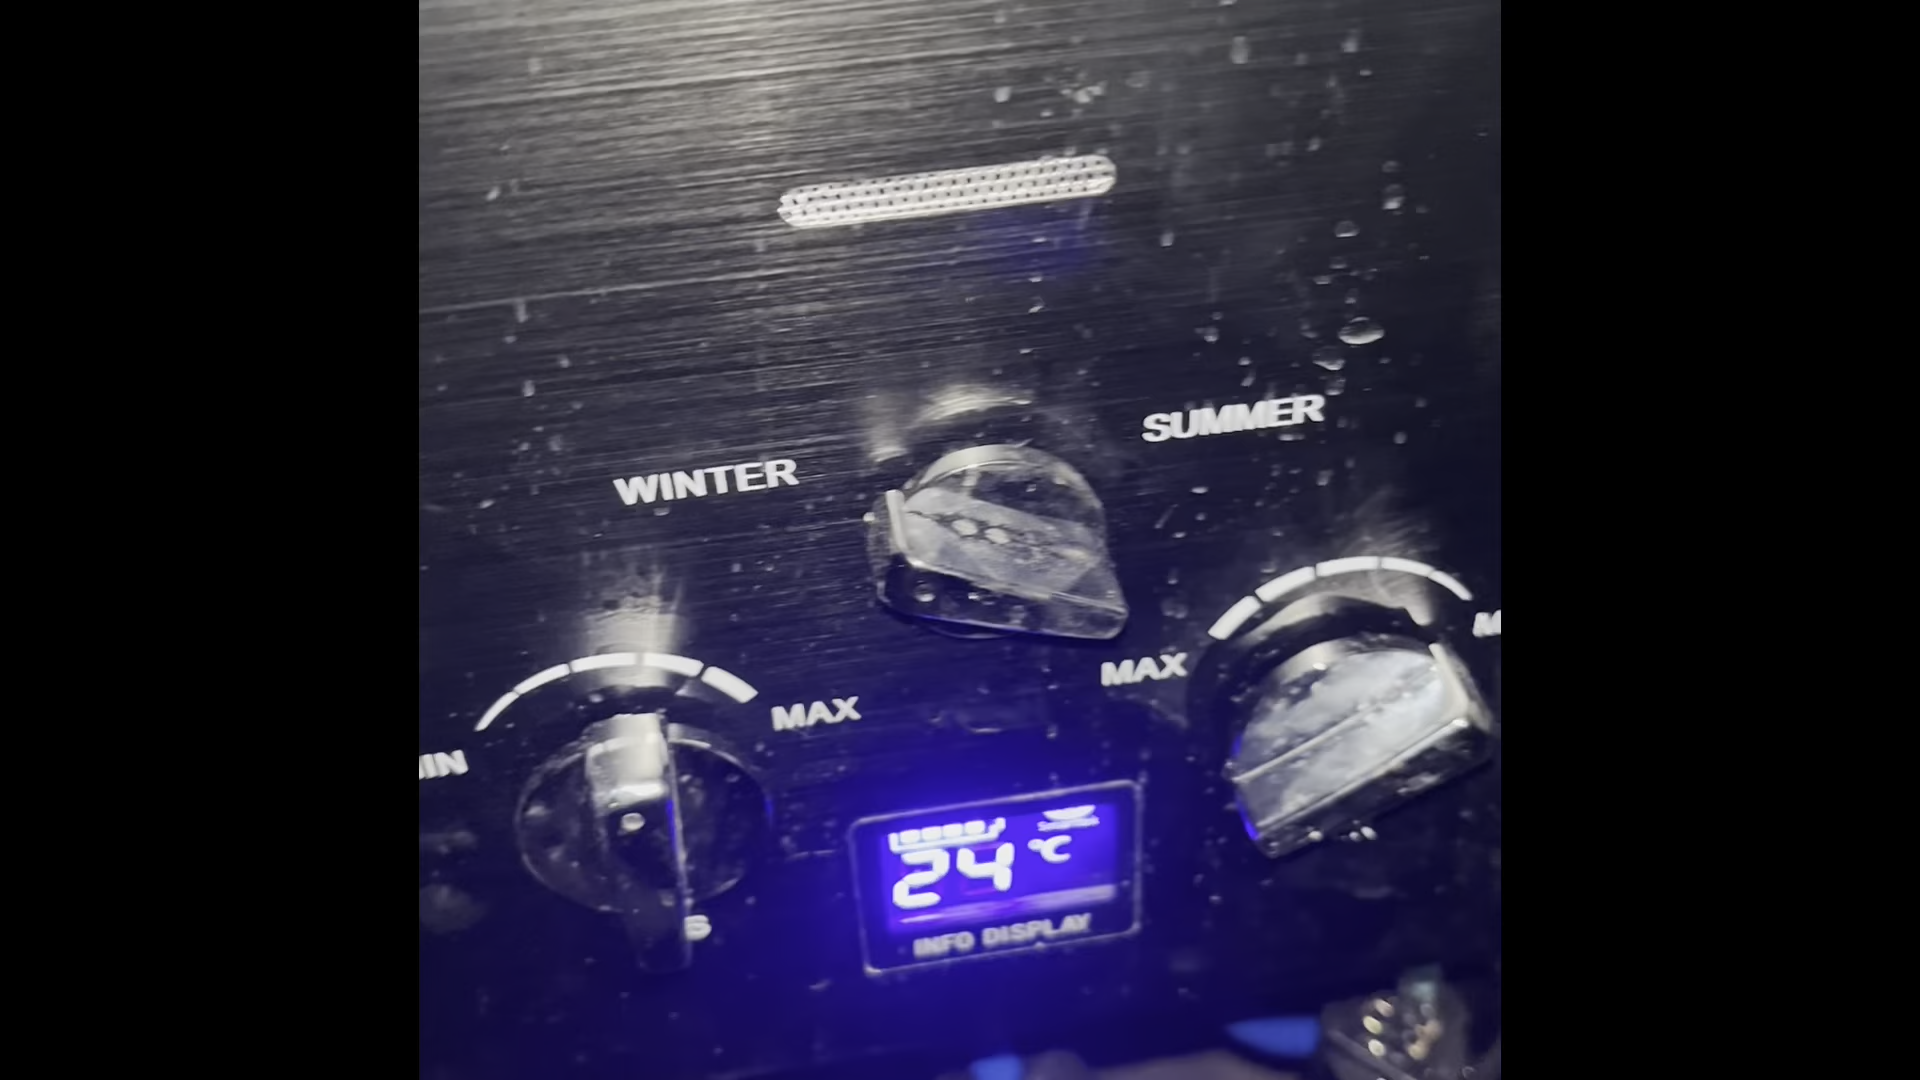 SUMMER
WINTER
MAX
MAX
24 °C
INFO DISPLAY